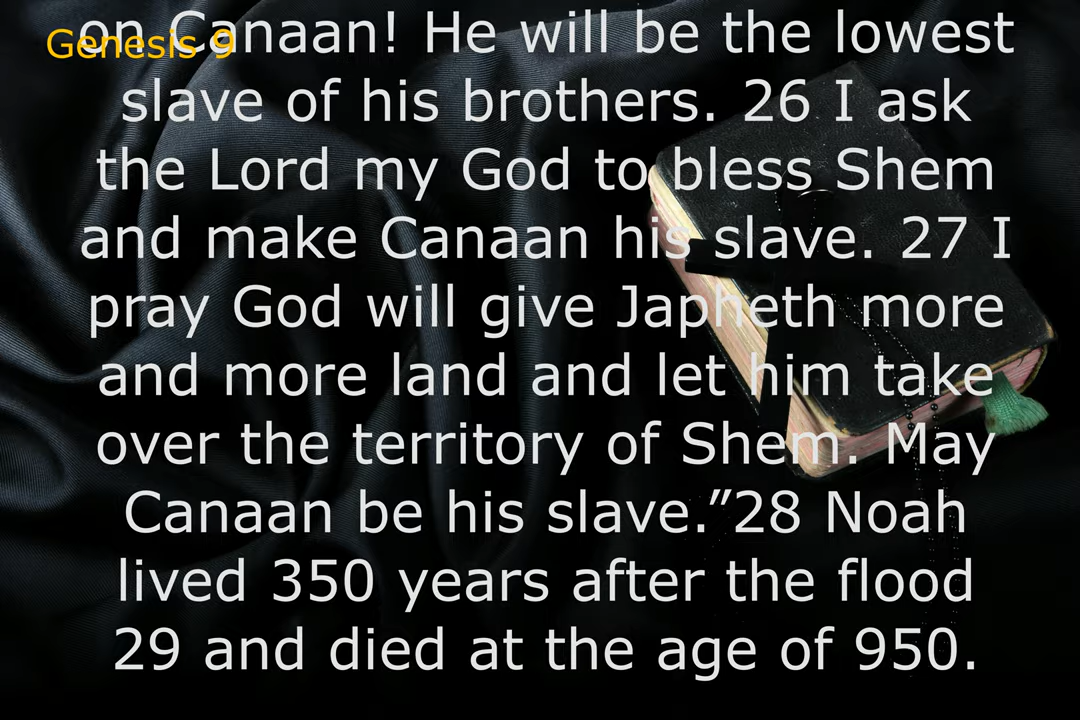 Genesis 9
on Canaan! He will be the lowest
slave of his brothers. 26 I ask
the Lord my God to bless Shem
and make Canaan his slave. 27 I
pray God will give Japheth more
and more land and let him take
over the territory of Shem. May
Canaan be his slave.”28 Noah
lived 350 years after the flood
29 and died at the age of 950.